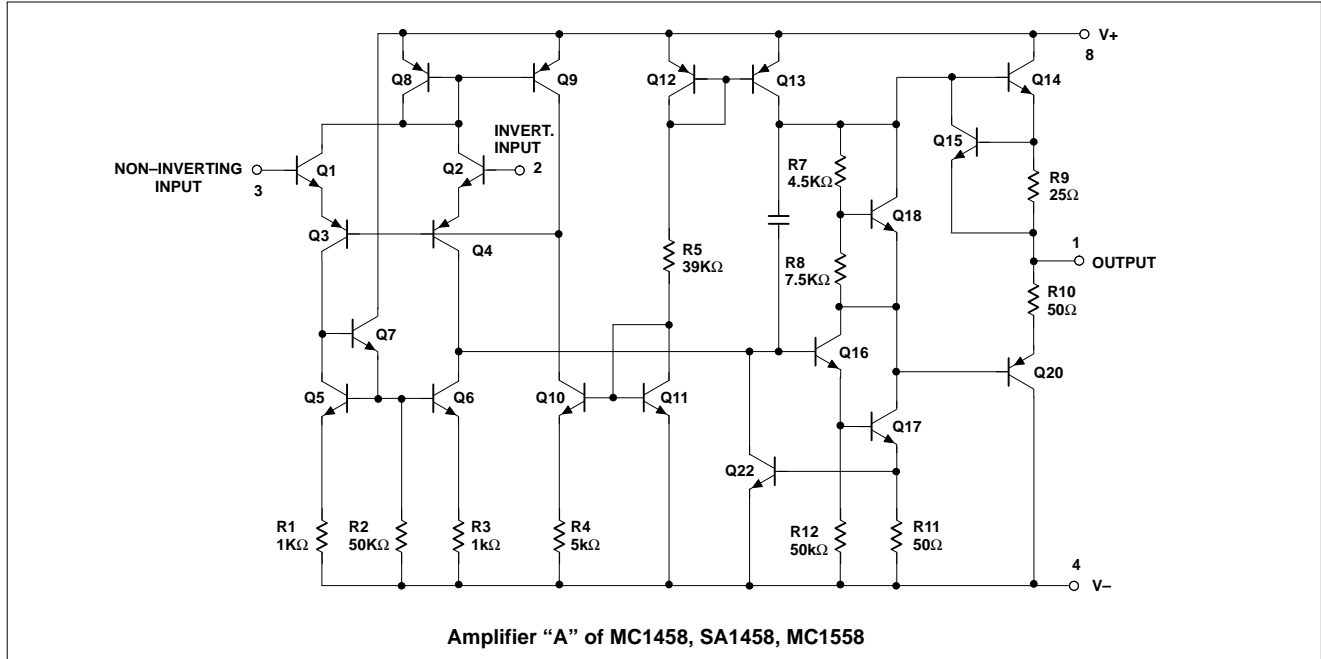 V+
8
Q8
Q9
Q12
Q13
Q14
INVERT.
INPUT
2
Q15
NON–INVERTING
INPUT
3
Q1
Q2
R7
4.5KΩ
R9
25Ω
Q18
Q3
Q4
R5
39KΩ
R8
7.5KΩ
1
OUTPUT
R10
50Ω
Q7
Q16
Q20
Q5
Q6
Q10
Q11
Q17
Q22
R1
1KΩ
R2
50KΩ
R3
1kΩ
R4
5kΩ
R12
50kΩ
R11
50Ω
4
V–
Amplifier “A” of MC1458, SA1458, MC1558